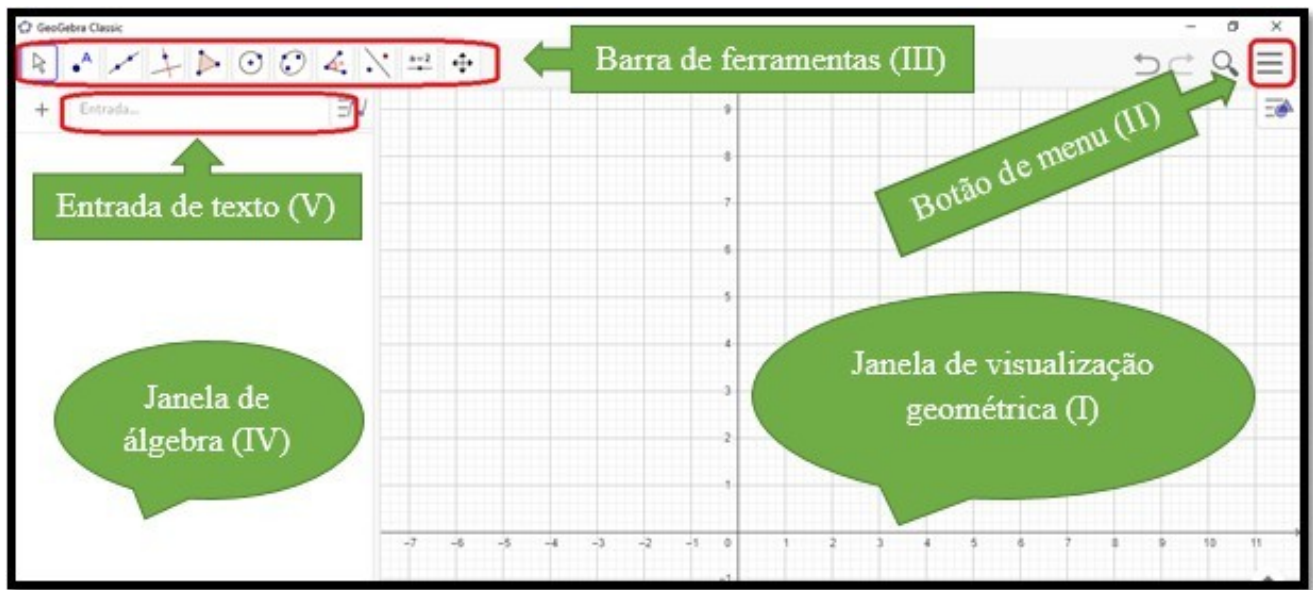 GeoGebra Classic
Barra de ferramentas (III)
a=2
Entrada...
Botão de menu (II)
Entrada de texto (V)
Janela de
álgebra (IV)
Janela de visualização
geométrica (I)
9
8
7
6
5
4
3
2
1
-7 -6 -5 -4 -3 -2 -1 0 1 2 3 4 5 6 7 8 9 10 11
-1